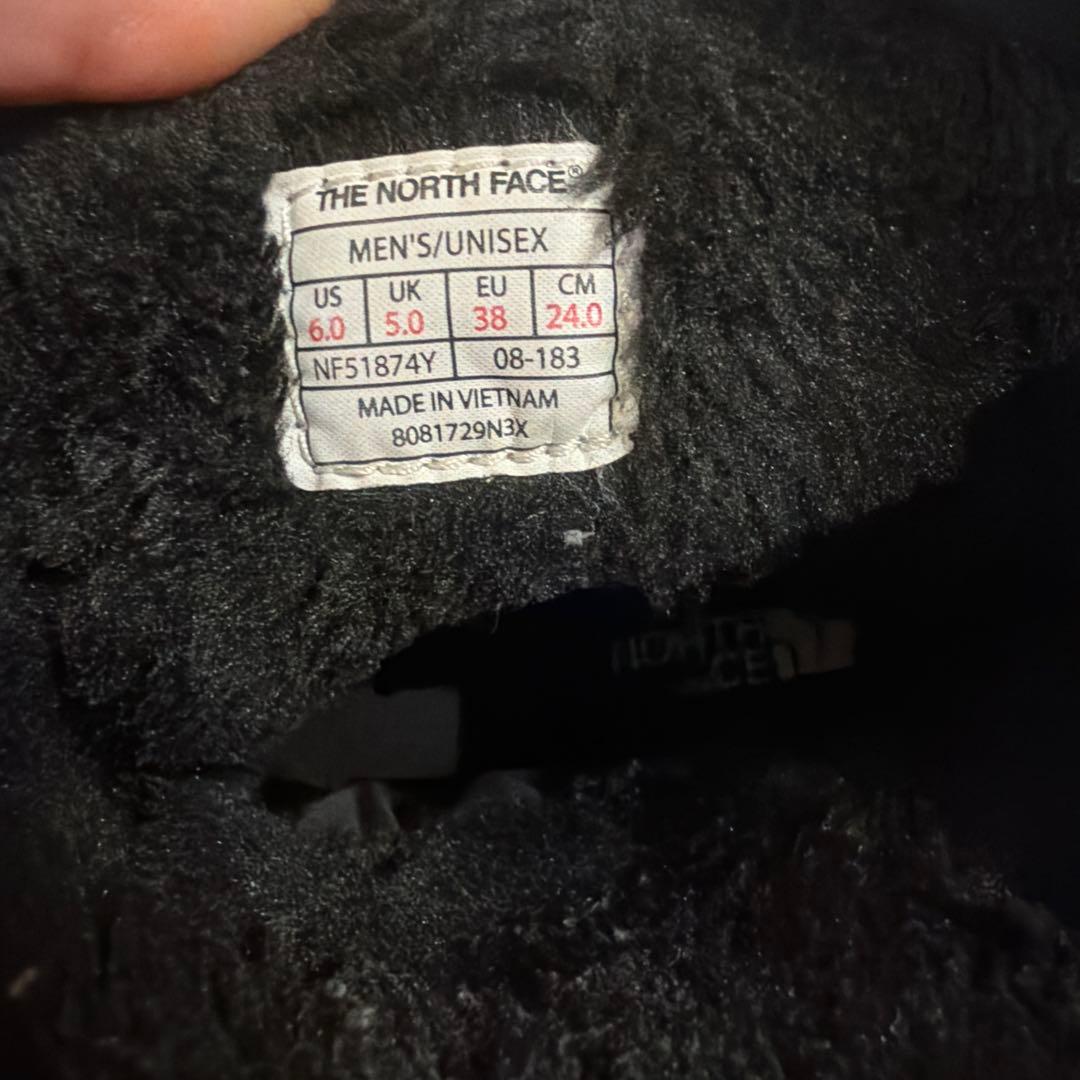 THE NORTH FACE®
MEN'S/UNISEX
US UK EU CM
6.0 5.0 38 24.0
NF51874Y 08-183
MADE IN VIETNAM
8081729N3X